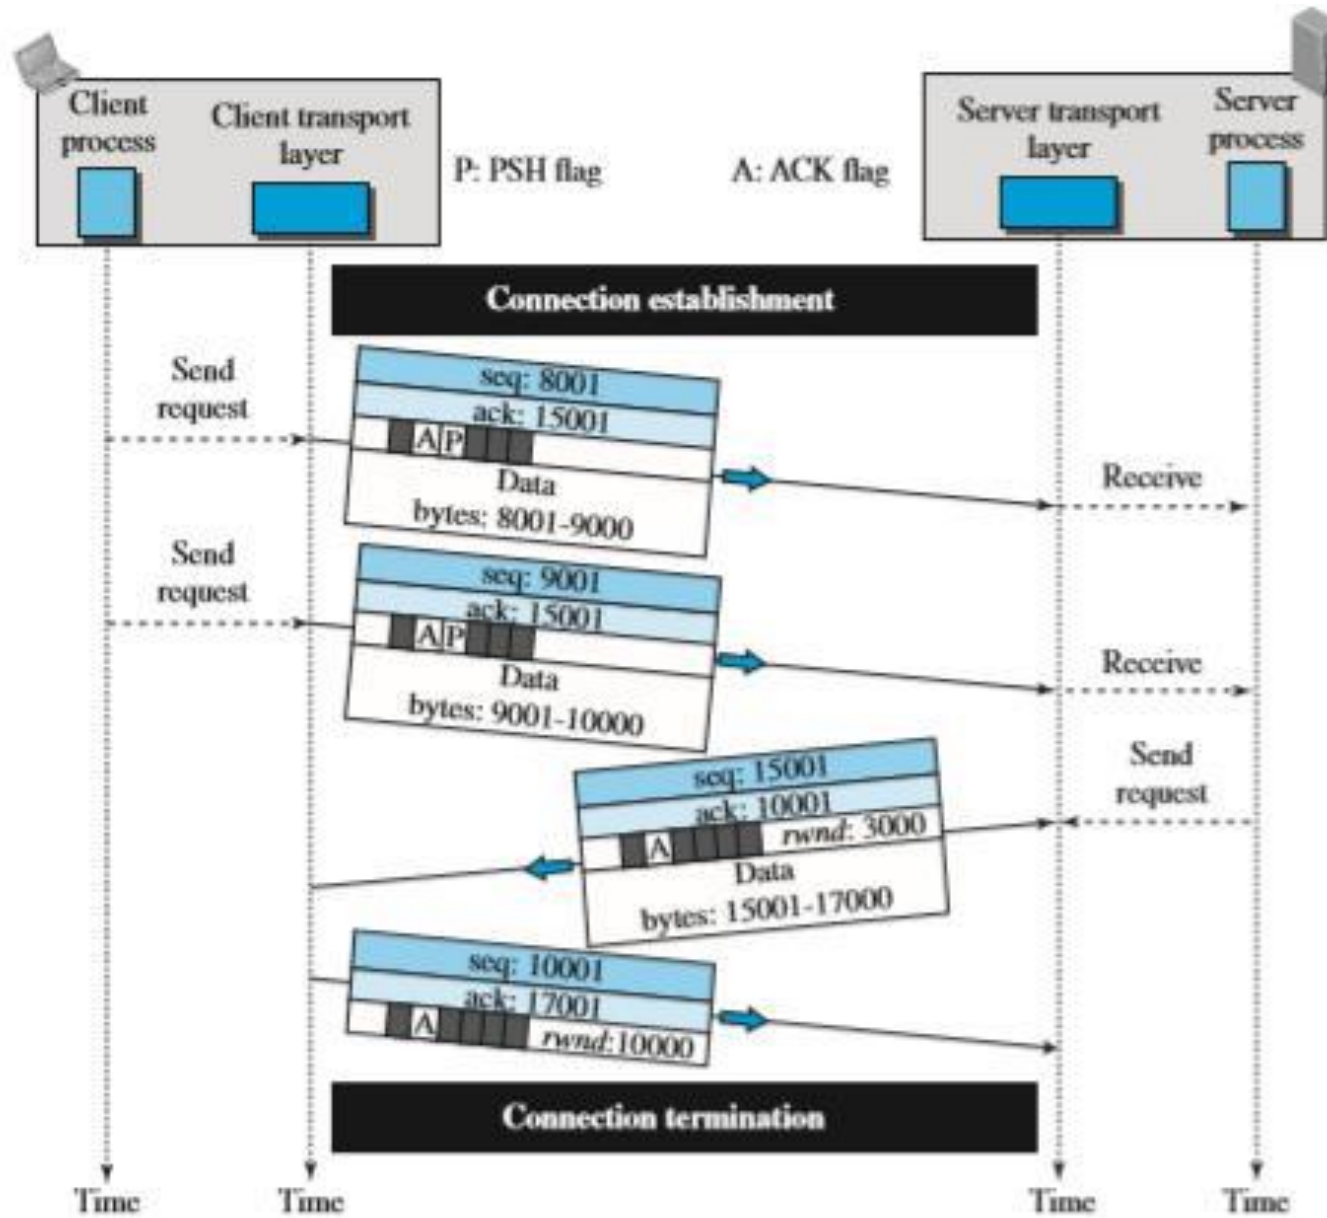 Client
process
Client transport
layer
P: PSH flag
A: ACK flag
Server transport
layer
Server
process
Connection establishment
Send
request
seq: 8001
ack: 15001
A P
Data
bytes: 8001-9000
Receive
Send
request
seq: 9001
ack: 15001
A P
Data
bytes: 9001-10000
Receive
Send
request
seq: 15001
ack: 10001
A rwnd: 3000
Data
bytes: 15001-17000
seq: 10001
ack: 17001
A rwnd:10000
Connection termination
Time
Time
Time
Time